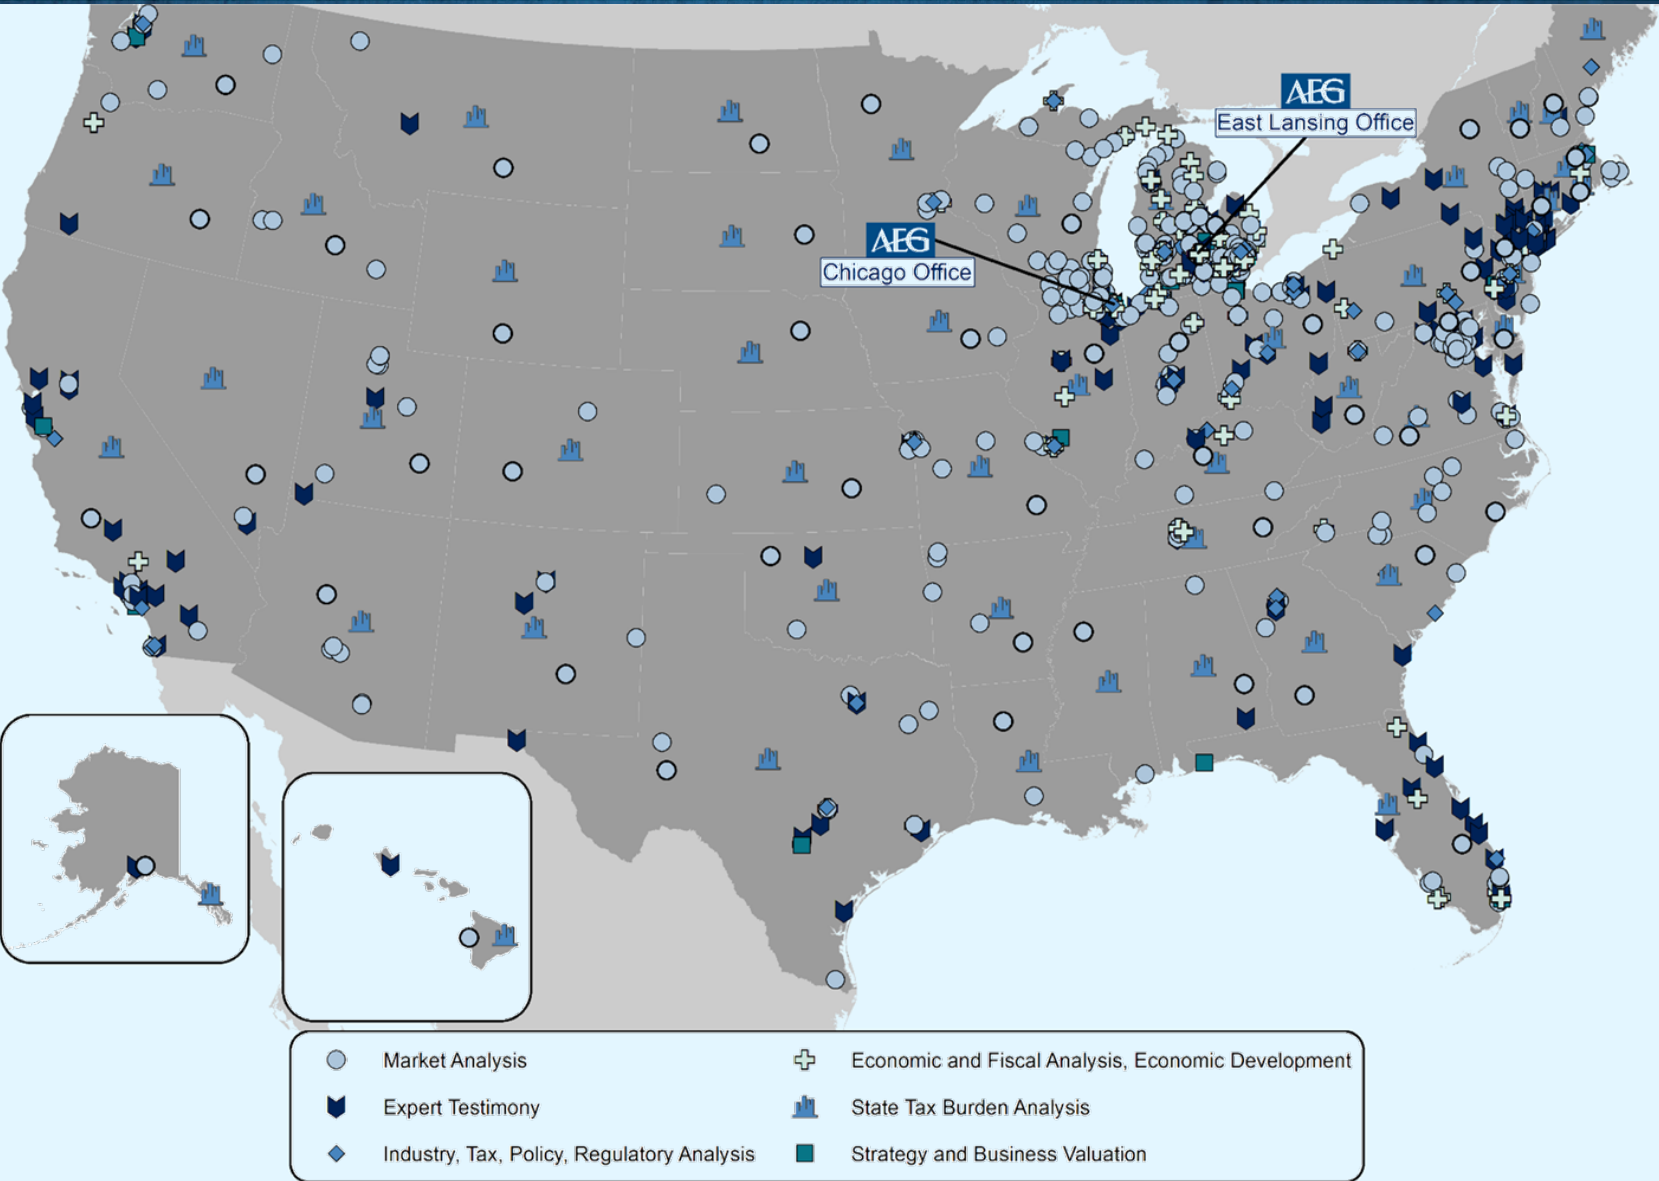 AEG
East Lansing Office
AEG
Chicago Office
Market Analysis
Expert Testimony
Industry, Tax, Policy, Regulatory Analysis
Economic and Fiscal Analysis, Economic Development
State Tax Burden Analysis
Strategy and Business Valuation